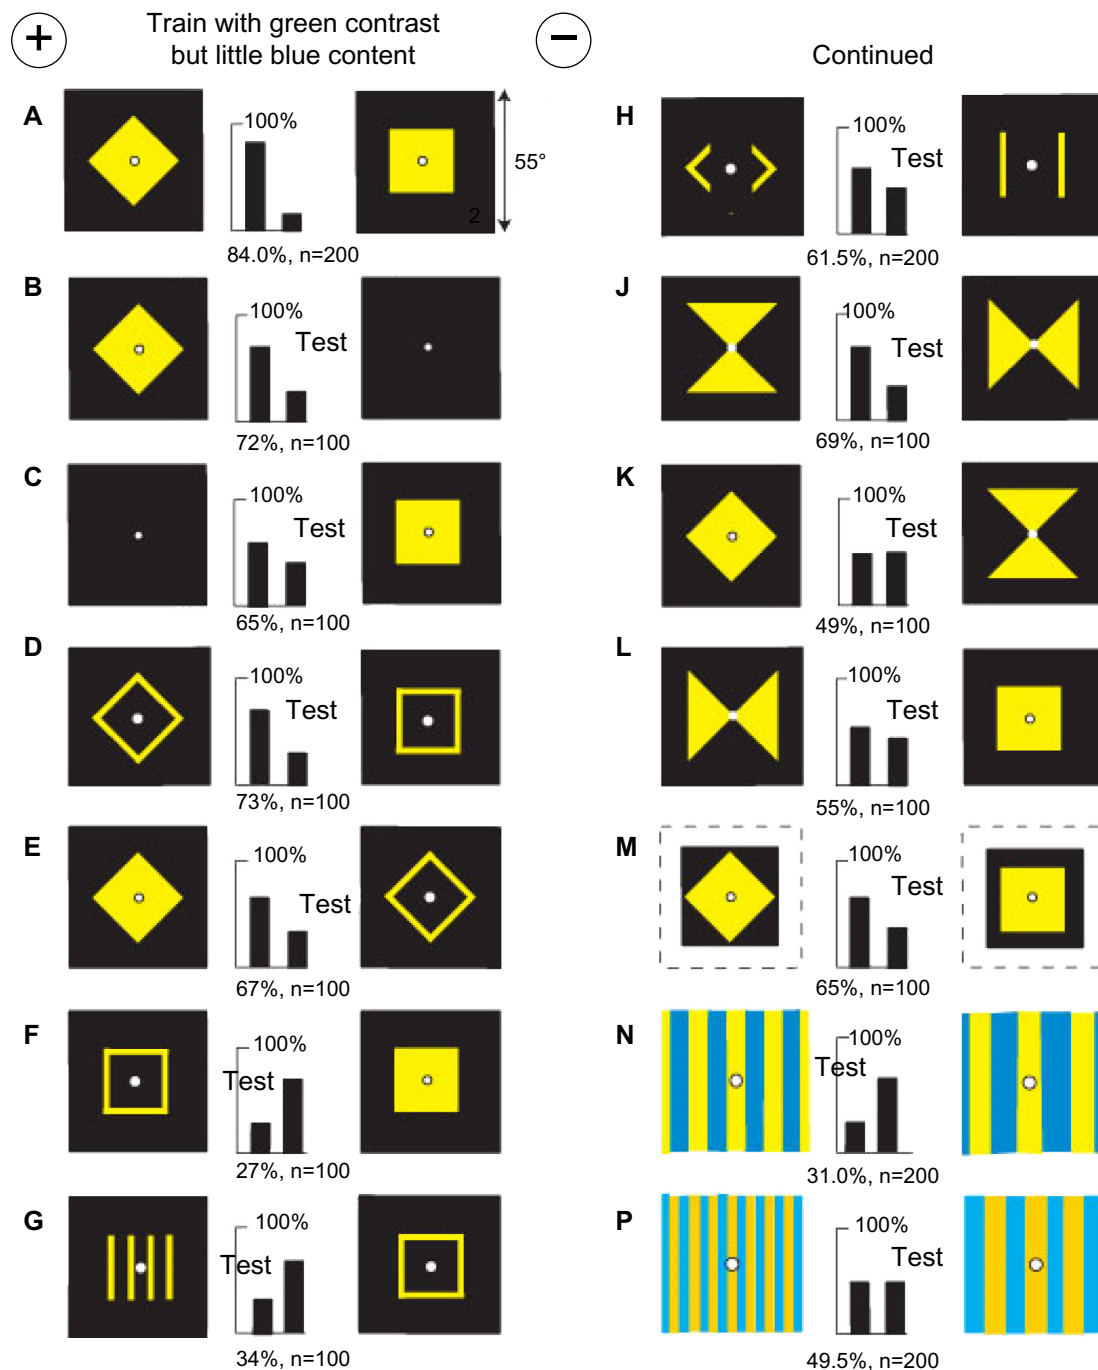 +
Train with green contrast
but little blue content
−
Continued
A
100%
84.0%, n=200
2
55°
B
100%
Test
72%, n=100
C
100%
Test
65%, n=100
D
100%
Test
73%, n=100
E
100%
Test
67%, n=100
F
100%
Test
27%, n=100
G
100%
Test
34%, n=100
H
100%
Test
61.5%, n=200
J
100%
Test
69%, n=100
K
100%
Test
49%, n=100
L
100%
Test
55%, n=100
M
100%
Test
65%, n=100
N
100%
Test
31.0%, n=200
P
100%
Test
49.5%, n=200